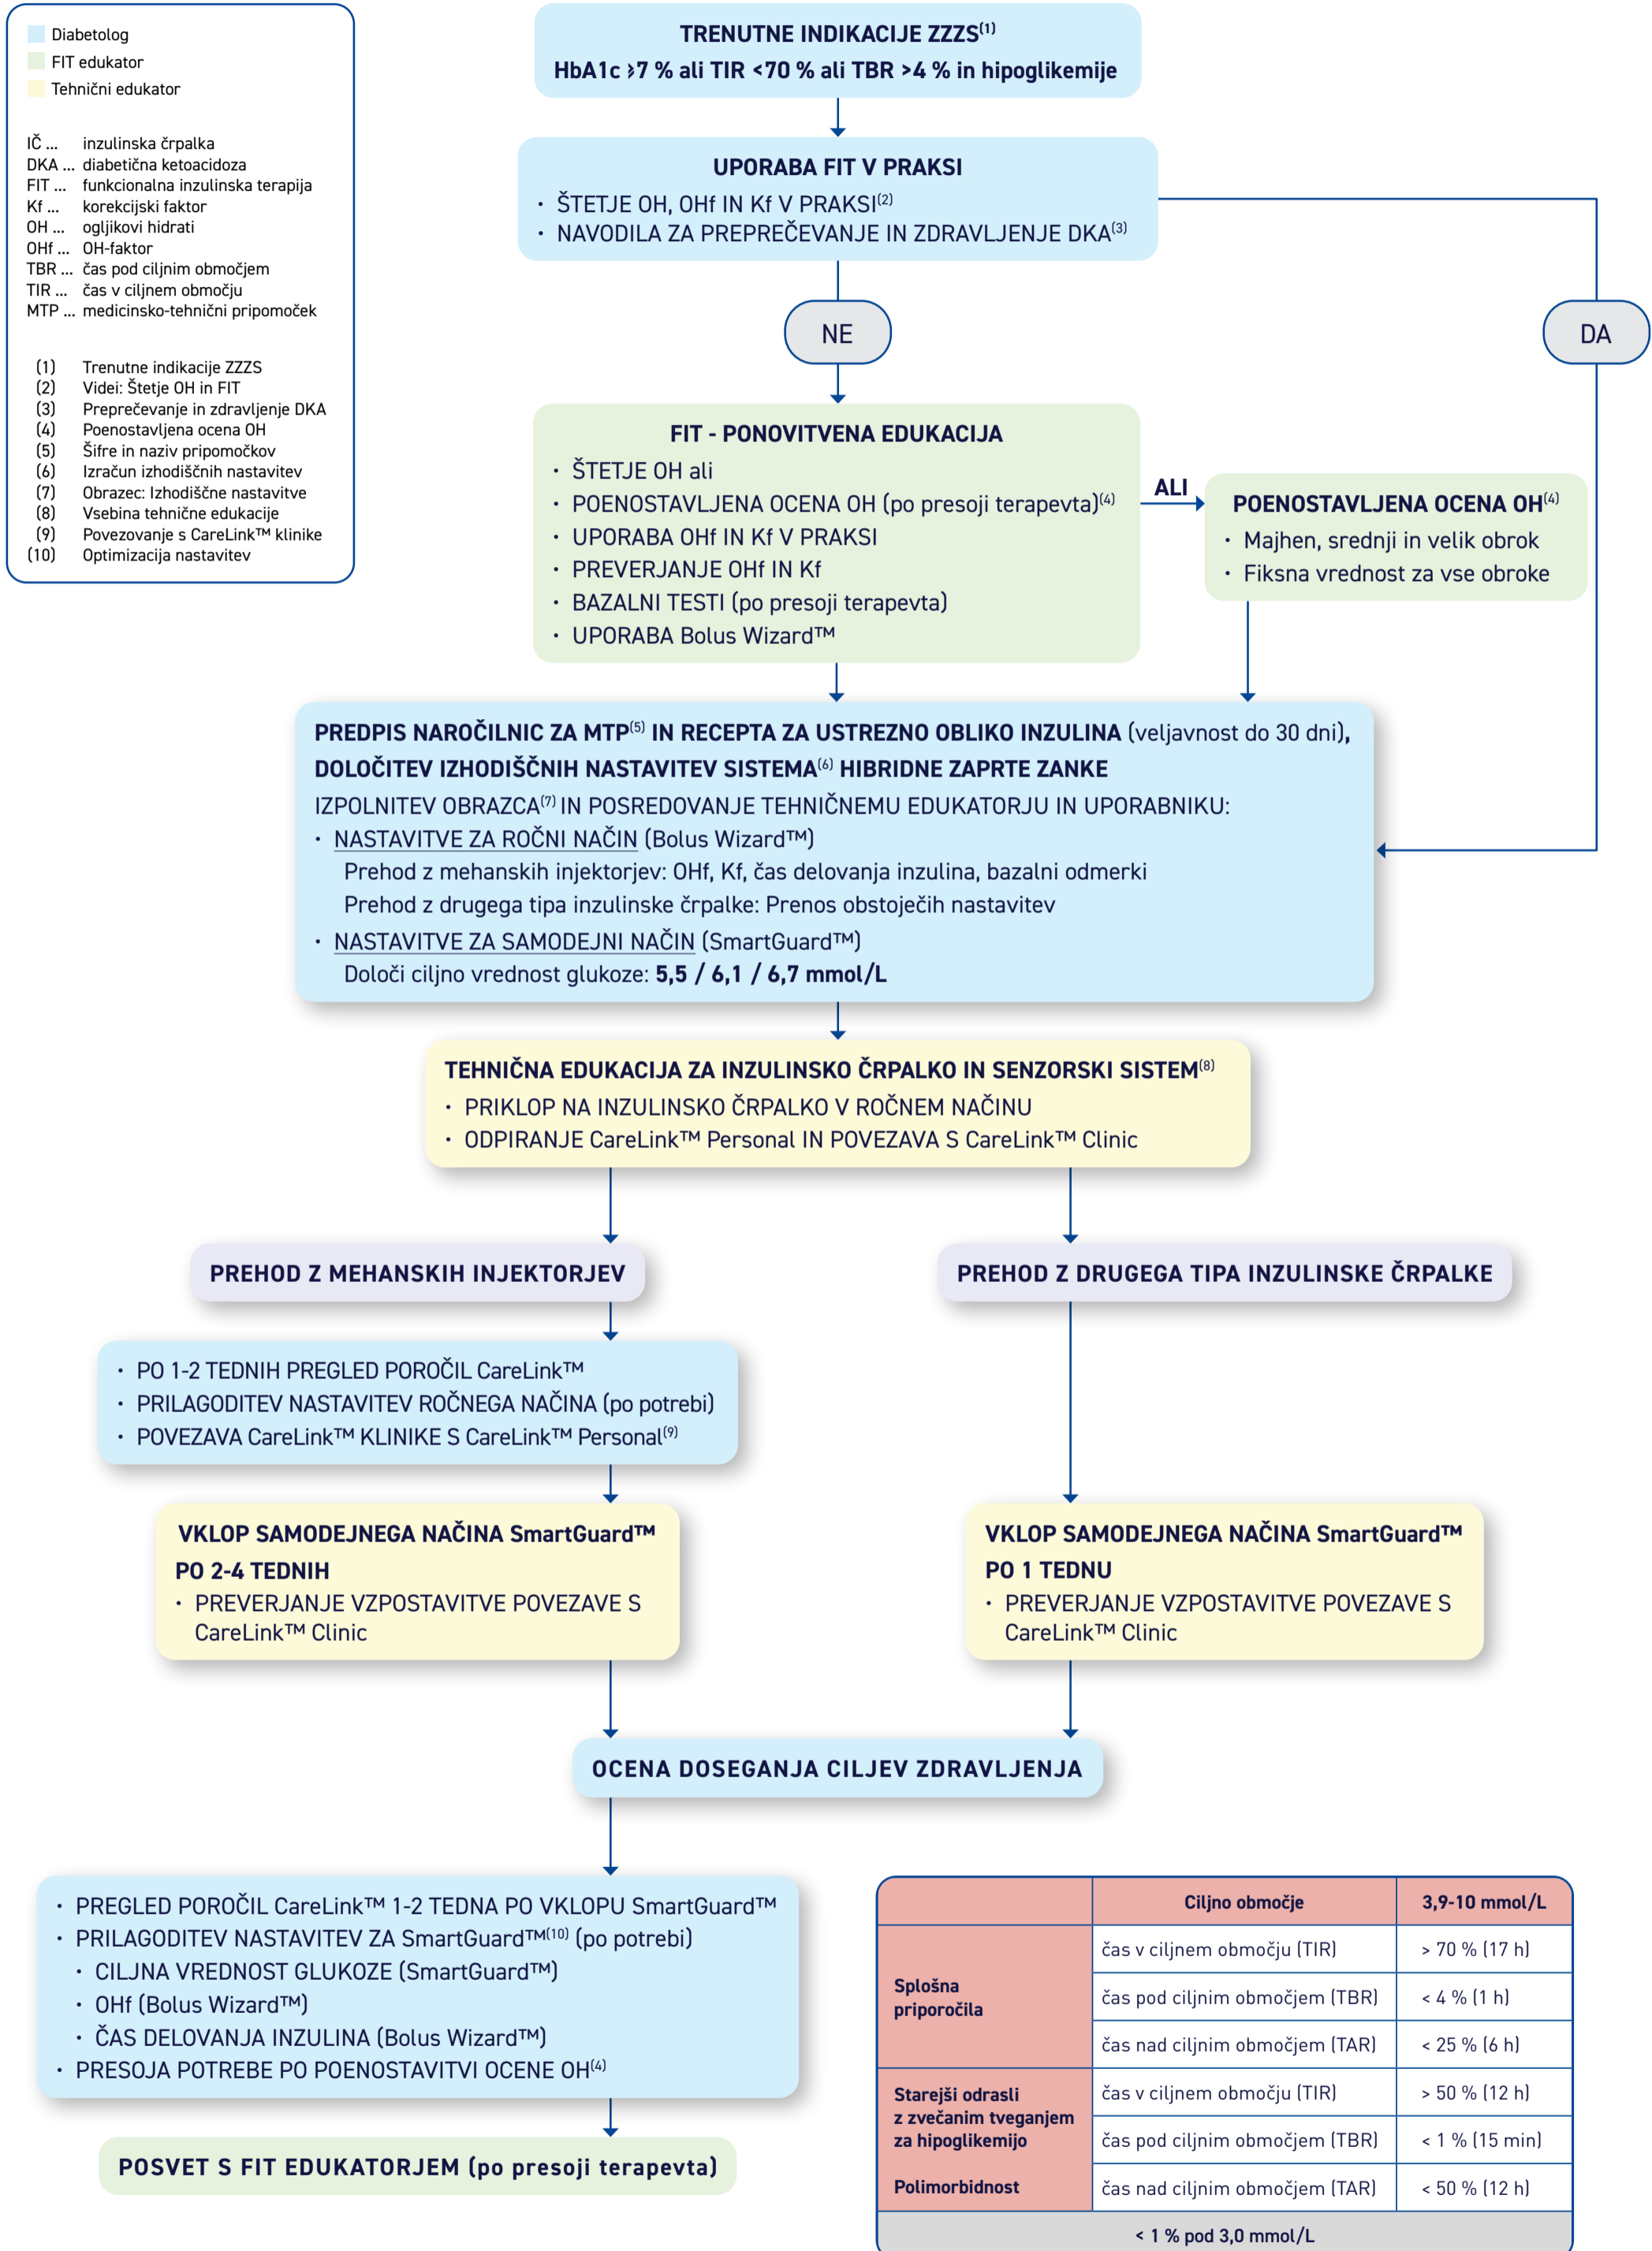 Diabetolog
FIT edukator
Tehnični edukator
IČ ... inzulinska črpalka
DKA ... diabetična ketoacidoza
FIT ... funkcionalna inzulinska terapija
Kf ... korekcijski faktor
OH ... ogljikovi hidrati
OHf ... OH-faktor
TBR ... čas pod ciljnim območjem
TIR ... čas v ciljnem območju
MTP ... medicinsko-tehnični pripomoček
(1) Trenutne indikacije ZZZS
(2) Videi: Štetje OH in FIT
(3) Preprečevanje in zdravljenje DKA
(4) Poenostavljena ocena OH
(5) Šifre in naziv pripomočkov
(6) Izračun izhodiščnih nastavitev
(7) Obrazec: Izhodiščne nastavitve
(8) Vsebina tehnične edukacije
(9) Povezovanje s CareLink™ klinike
(10) Optimizacija nastavitev
TRENUTNE INDIKACIJE ZZZS(1)
HbA1c >7 % ali TIR <70 % ali TBR >4 % in hipoglikemije
UPORABA FIT V PRAKSI
• ŠTETJE OH, OHf IN Kf V PRAKSI(2)
• NAVODILA ZA PREPREČEVANJE IN ZDRAVLJENJE DKA(3)
NE
DA
FIT - PONOVITVENA EDUKACIJA
• ŠTETJE OH ali
• POENOSTAVLJENA OCENA OH (po presoji terapevta)(4)
• UPORABA OHf IN Kf V PRAKSI
• PREVERJANJE OHf IN Kf
• BAZALNI TESTI (po presoji terapevta)
• UPORABA Bolus Wizard™
ALI
POENOSTAVLJENA OCENA OH(4)
• Majhen, srednji in velik obrok
• Fiksna vrednost za vse obroke
PREDPIS NAROČILNIC ZA MTP(5) IN RECEPTA ZA USTREZNO OBLIKO INZULINA (veljavnost do 30 dni),
DOLOČITEV IZHODIŠČNIH NASTAVITEV SISTEMA(6) HIBRIDNE ZAPRTE ZANKE
IZPOLNITEV OBRAZCA(7) IN POSREDOVANJE TEHNIČNEMU EDUKATORJU IN UPORABNIKU:
• NASTAVITVE ZA ROČNI NAČIN (Bolus Wizard™)
Prehod z mehanskih injektorjev: OHf, Kf, čas delovanja inzulina, bazalni odmerki
Prehod z drugega tipa inzulinske črpalke: Prenos obstoječih nastavitev
• NASTAVITVE ZA SAMODEJNI NAČIN (SmartGuard™)
Določi ciljno vrednost glukoze: 5,5 / 6,1 / 6,7 mmol/L
TEHNIČNA EDUKACIJA ZA INZULINSKO ČRPALKO IN SENZORSKI SISTEM(8)
• PRIKLOP NA INZULINSKO ČRPALKO V ROČNEM NAČINU
• ODPIRANJE CareLink™ Personal IN POVEZAVA S CareLink™ Clinic
PREHOD Z MEHANSKIH INJEKTORJEV
PREHOD Z DRUGEGA TIPA INZULINSKE ČRPALKE
• PO 1-2 TEDNIH PREGLED POROČIL CareLink™
• PRILAGODITEV NASTAVITEV ROČNEGA NAČINA (po potrebi)
• POVEZAVA CareLink™ KLINIKE S CareLink™ Personal(9)
VKLOP SAMODEJNEGA NAČINA SmartGuard™
PO 2-4 TEDNIH
• PREVERJANJE VZPOSTAVITVE POVEZAVE S
CareLink™ Clinic
VKLOP SAMODEJNEGA NAČINA SmartGuard™
PO 1 TEDNU
• PREVERJANJE VZPOSTAVITVE POVEZAVE S
CareLink™ Clinic
OCENA DOSEGANJA CILJEV ZDRAVLJENJA
• PREGLED POROČIL CareLink™ 1-2 TEDNA PO VKLOPU SmartGuard™
• PRILAGODITEV NASTAVITEV ZA SmartGuard™(10) (po potrebi)
• CILJNA VREDNOST GLUKOZE (SmartGuard™)
• OHf (Bolus Wizard™)
• ČAS DELOVANJA INZULINA (Bolus Wizard™)
• PRESOJA POTREBE PO POENOSTAVITVI OCENE OH(4)
POSVET S FIT EDUKATORJEM (po presoji terapevta)
Ciljno območje 3,9-10 mmol/L
Splošna
priporočila
čas v ciljnem območju (TIR) > 70 % (17 h)
čas pod ciljnim območjem (TBR) < 4 % (1 h)
čas nad ciljnim območjem (TAR) < 25 % (6 h)
Starejši odrasli
z zvečanim tveganjem
za hipoglikemijo
Polimorbidnost
čas v ciljnem območju (TIR) > 50 % (12 h)
čas pod ciljnim območjem (TBR) < 1 % (15 min)
čas nad ciljnim območjem (TAR) < 50 % (12 h)
< 1 % pod 3,0 mmol/L